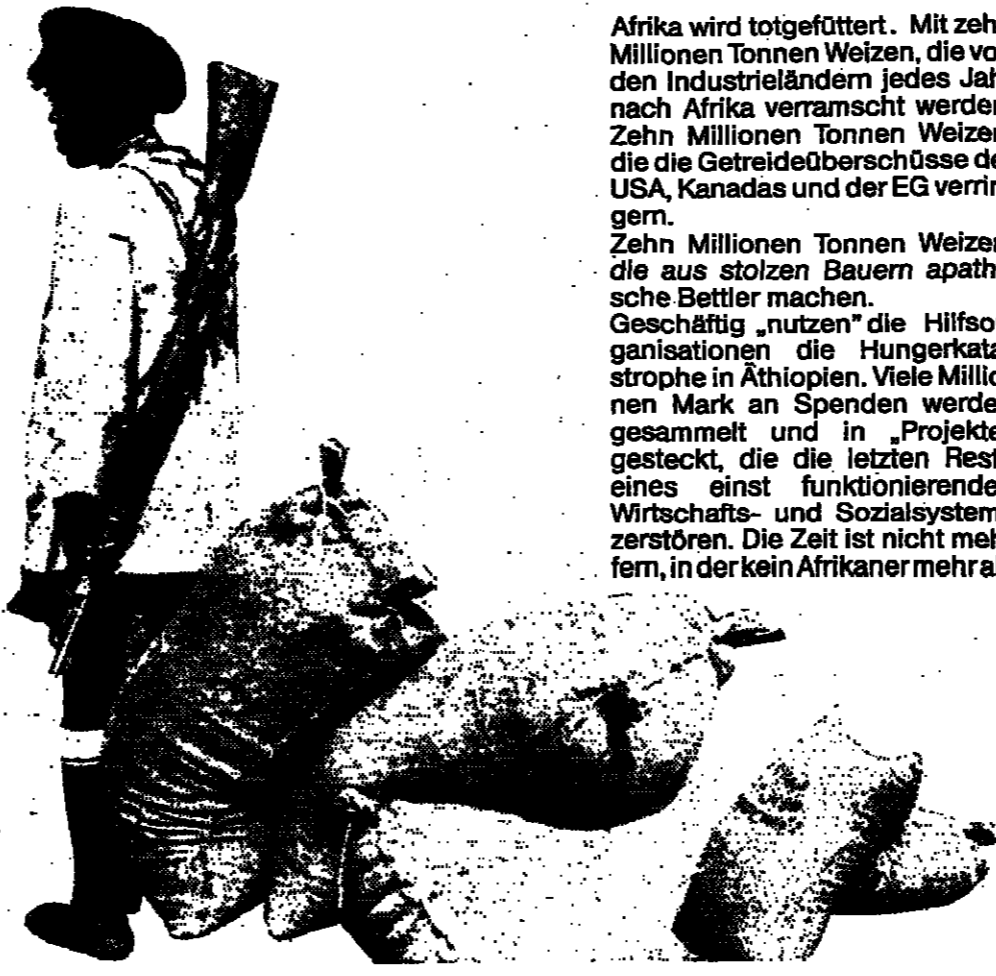 Afrika wird totgefüttert. Mit zeh
Millionen Tonnen Weizen, die vo
den Industrieländern jedes Jah
nach Afrika verramscht werden
Zehn Millionen Tonnen Weizen
die die Getreideüberschüsse de
USA, Kanadas und der EG verrin
gern.
Zehn Millionen Tonnen Weizen
die aus stolzen Bauern apath
sche Bettler machen.
Geschäftig „nutzen" die Hilfsor
ganisationen die Hungerkata
strophe in Äthiopien. Viele Millio
nen Mark an Spenden werde
gesammelt und in „Projekte
gesteckt, die die letzten Rest
eines einst funktionierende
Wirtschafts- und Sozialsystem
zerstören. Die Zeit ist nicht meh
fern, in der kein Afrikaner mehr a